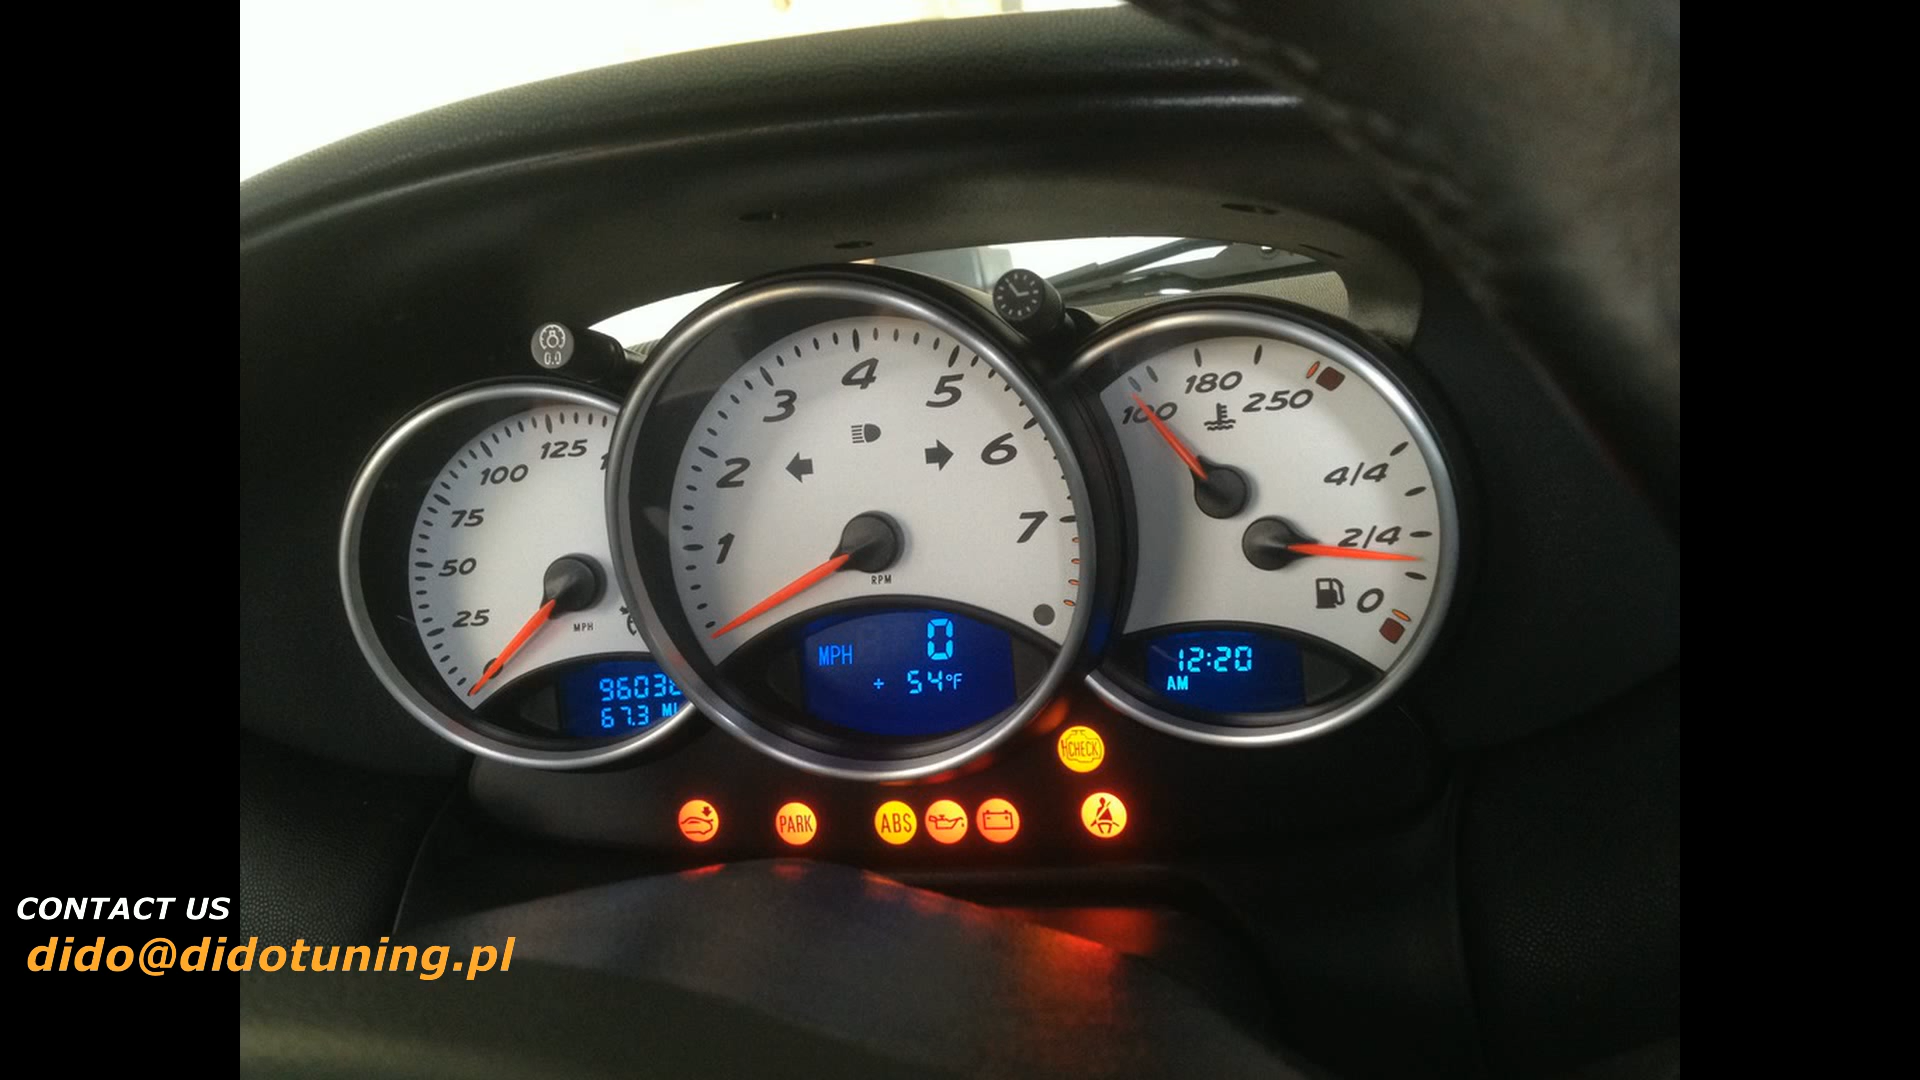 4
3
5
180
250
100
125
2
6
100
4/4
75
1
7
2/4
50
RPM
0
25
MPH
0
MPH
12:20
AM
+ 54°F
67.3 MI
CHECK
PARK
ABS
0.0
CONTACT US
dido@didotuning.pl